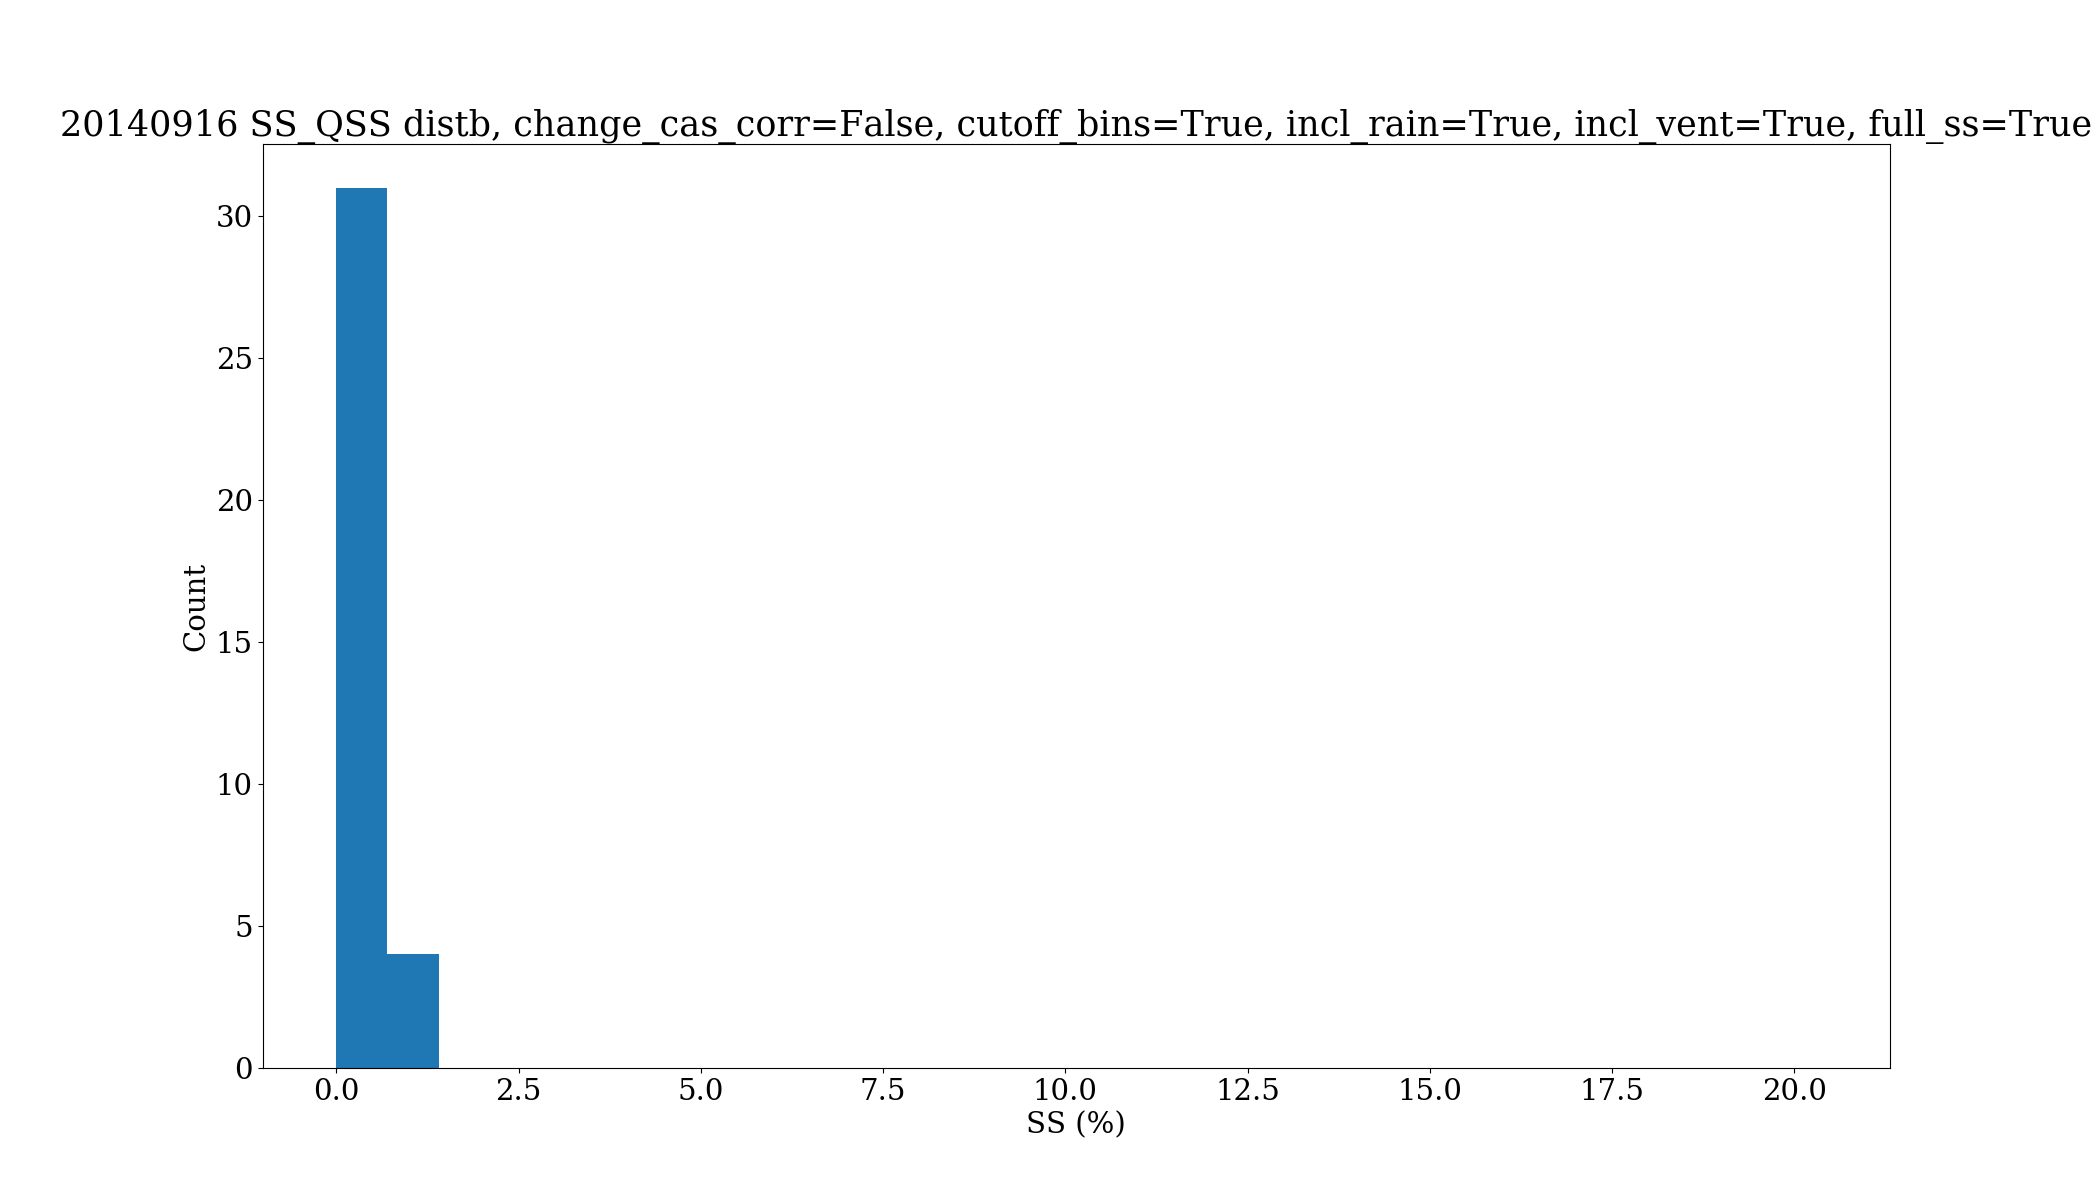 20140916 SS_QSS distb, change_cas_corr=False, cutoff_bins=True, incl_rain=True, incl_vent=True, full_ss=True
30
25
20
15
10
5
0
Count
0.0 2.5 5.0 7.5 10.0 12.5 15.0 17.5 20.0
SS (%)